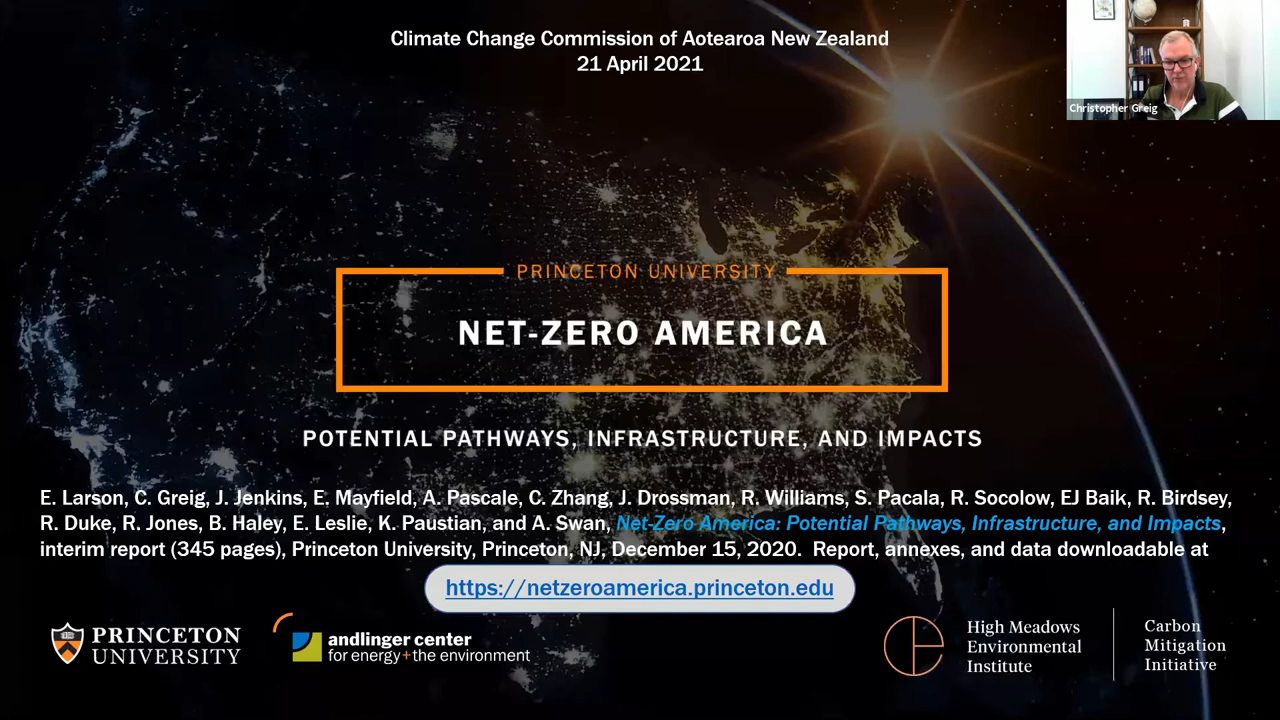 Climate Change Commission of Aotearoa New Zealand
21 April 2021
Christopher Greig
PRINCETON UNIVERSITY
NET-ZERO AMERICA
POTENTIAL PATHWAYS, INFRASTRUCTURE, AND IMPACTS
E. Larson, C. Greig, J. Jenkins, E. Mayfield, A. Pascale, C. Zhang, J. Drossman, R. Williams, S. Pacala, R. Socolow, EJ Baik, R. Birdsey,
R. Duke, R. Jones, B. Haley, E. Leslie, K. Paustian, and A. Swan, Net-Zero America: Potential Pathways, Infrastructure, and Impacts,
interim report (345 pages), Princeton University, Princeton, NJ, December 15, 2020. Report, annexes, and data downloadable at
https://netzeroamerica.princeton.edu
PRINCETON
UNIVERSITY
andlinger center
for energy+the environment
High Meadows
Environmental
Institute
Carbon
Mitigation
Initiative